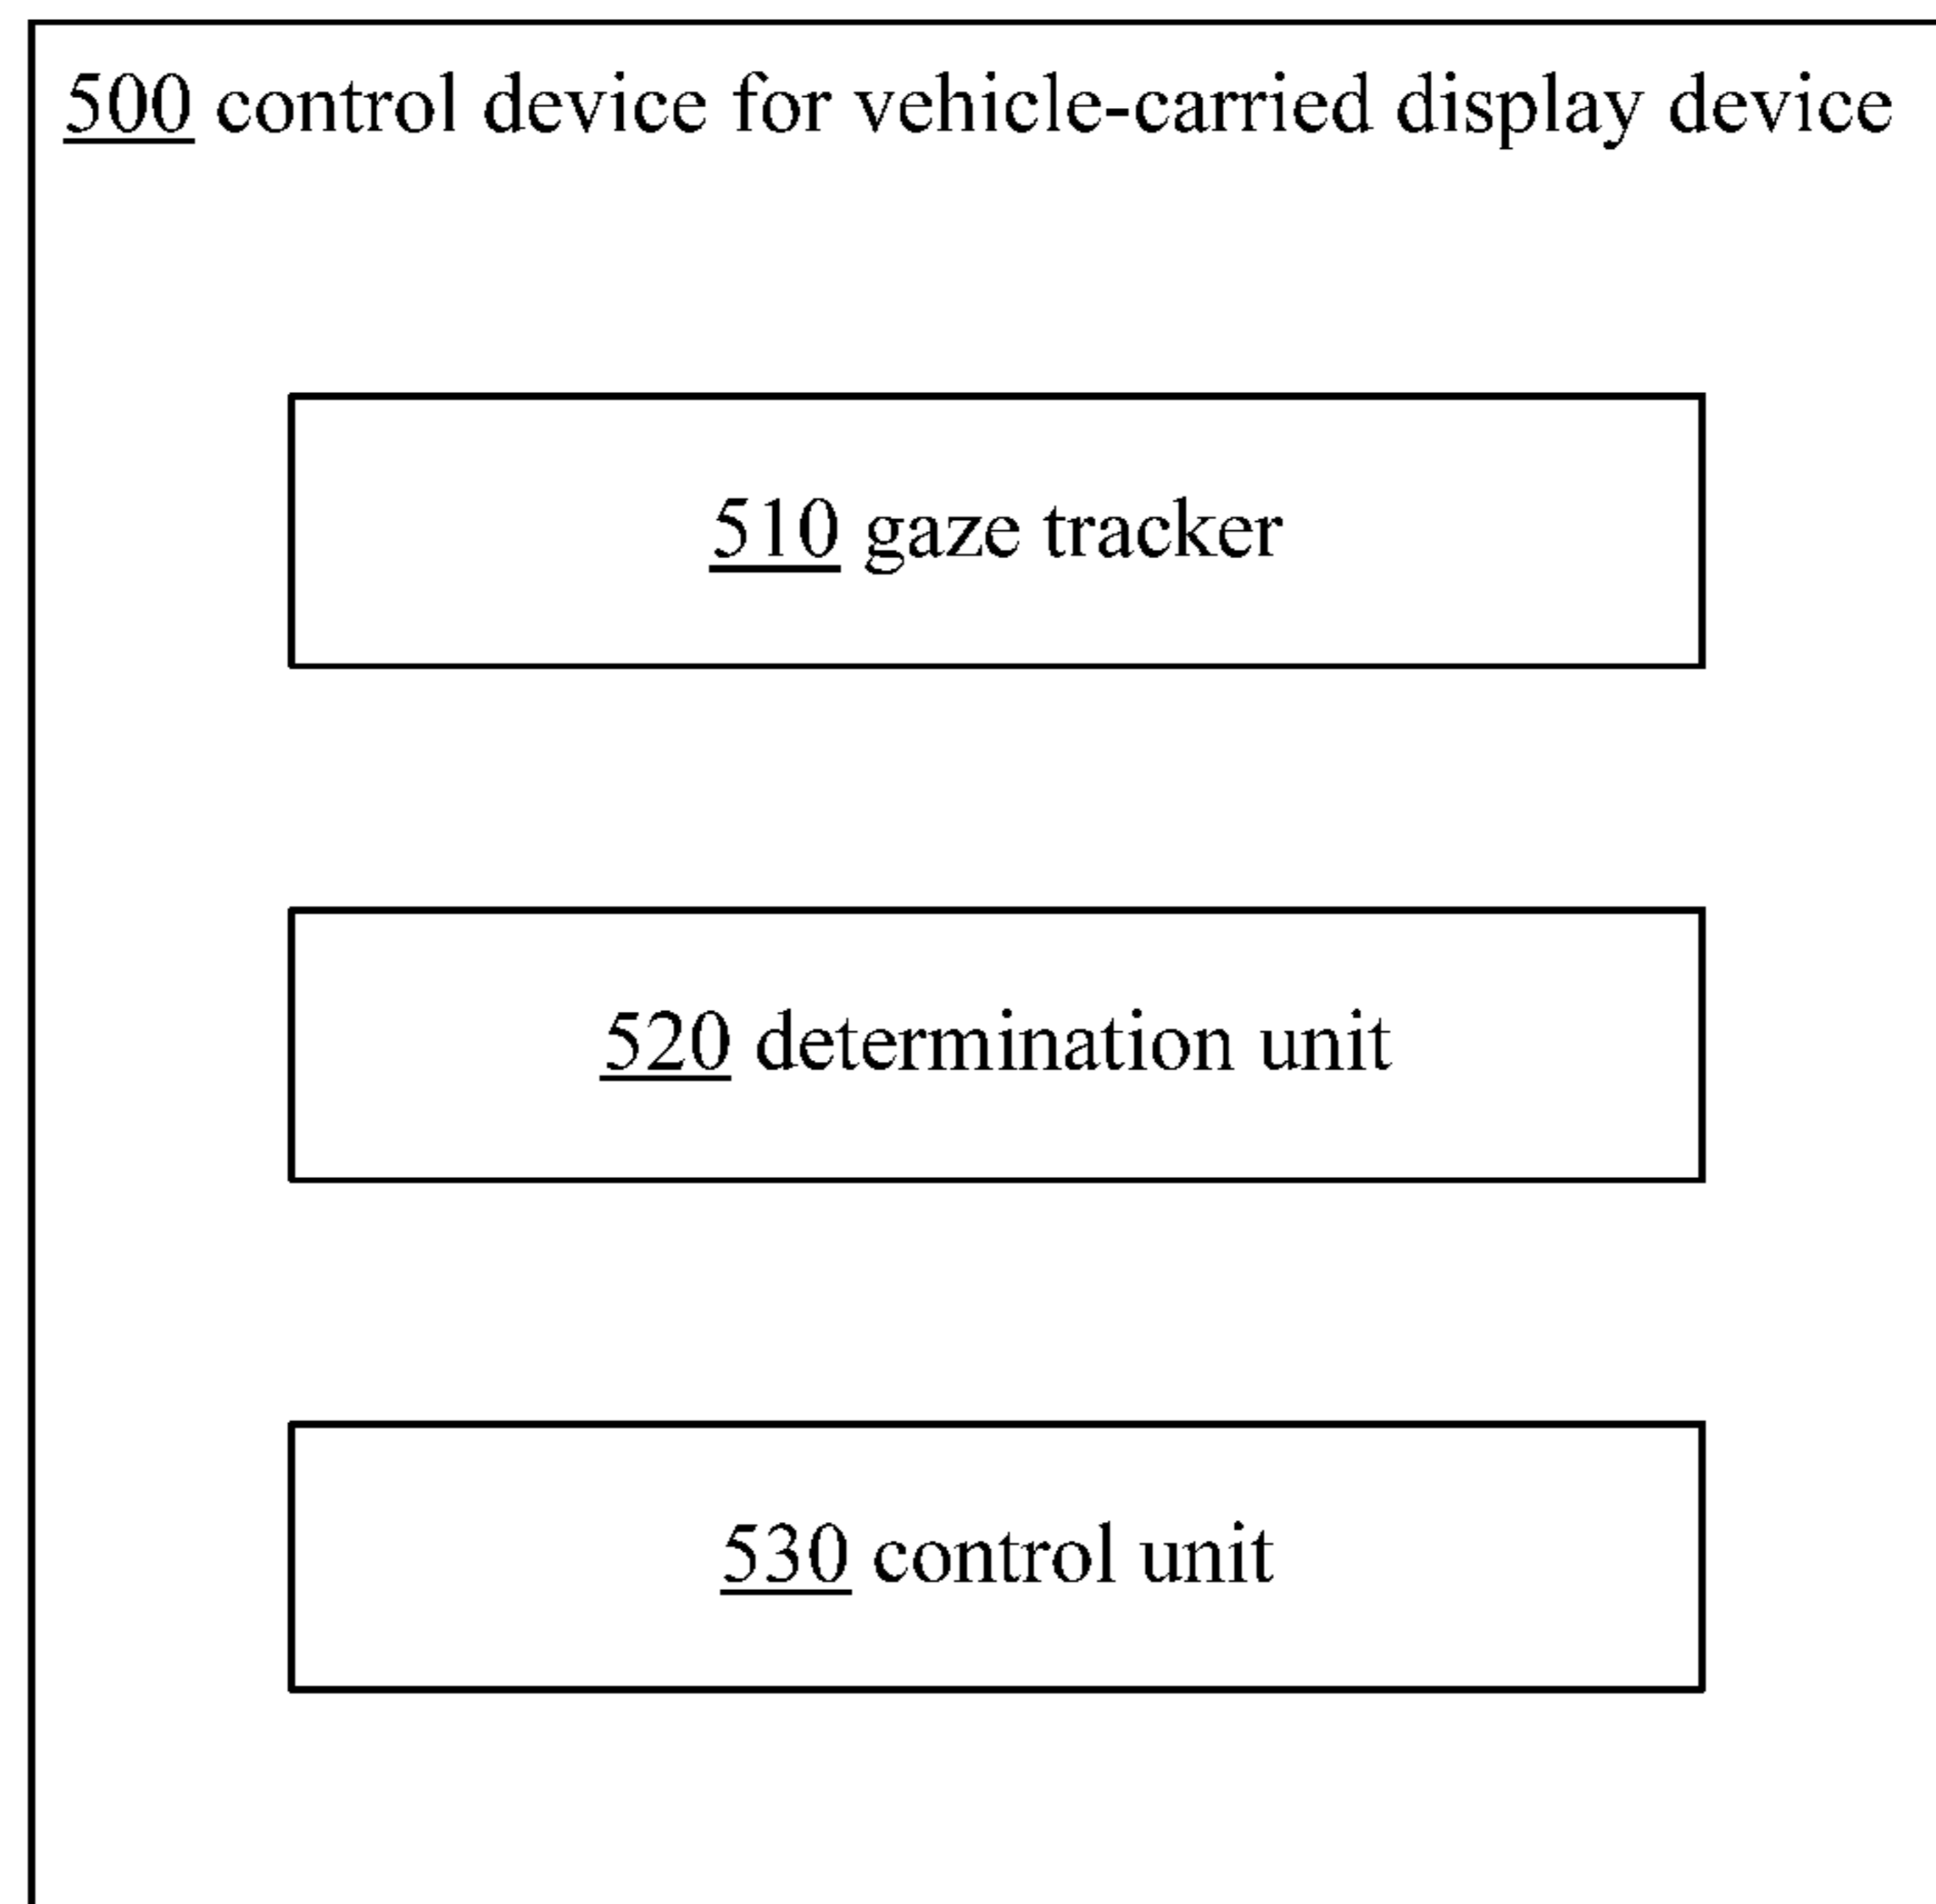 500 control device for vehicle-carried display device
510 gaze tracker
520 determination unit
530 control unit